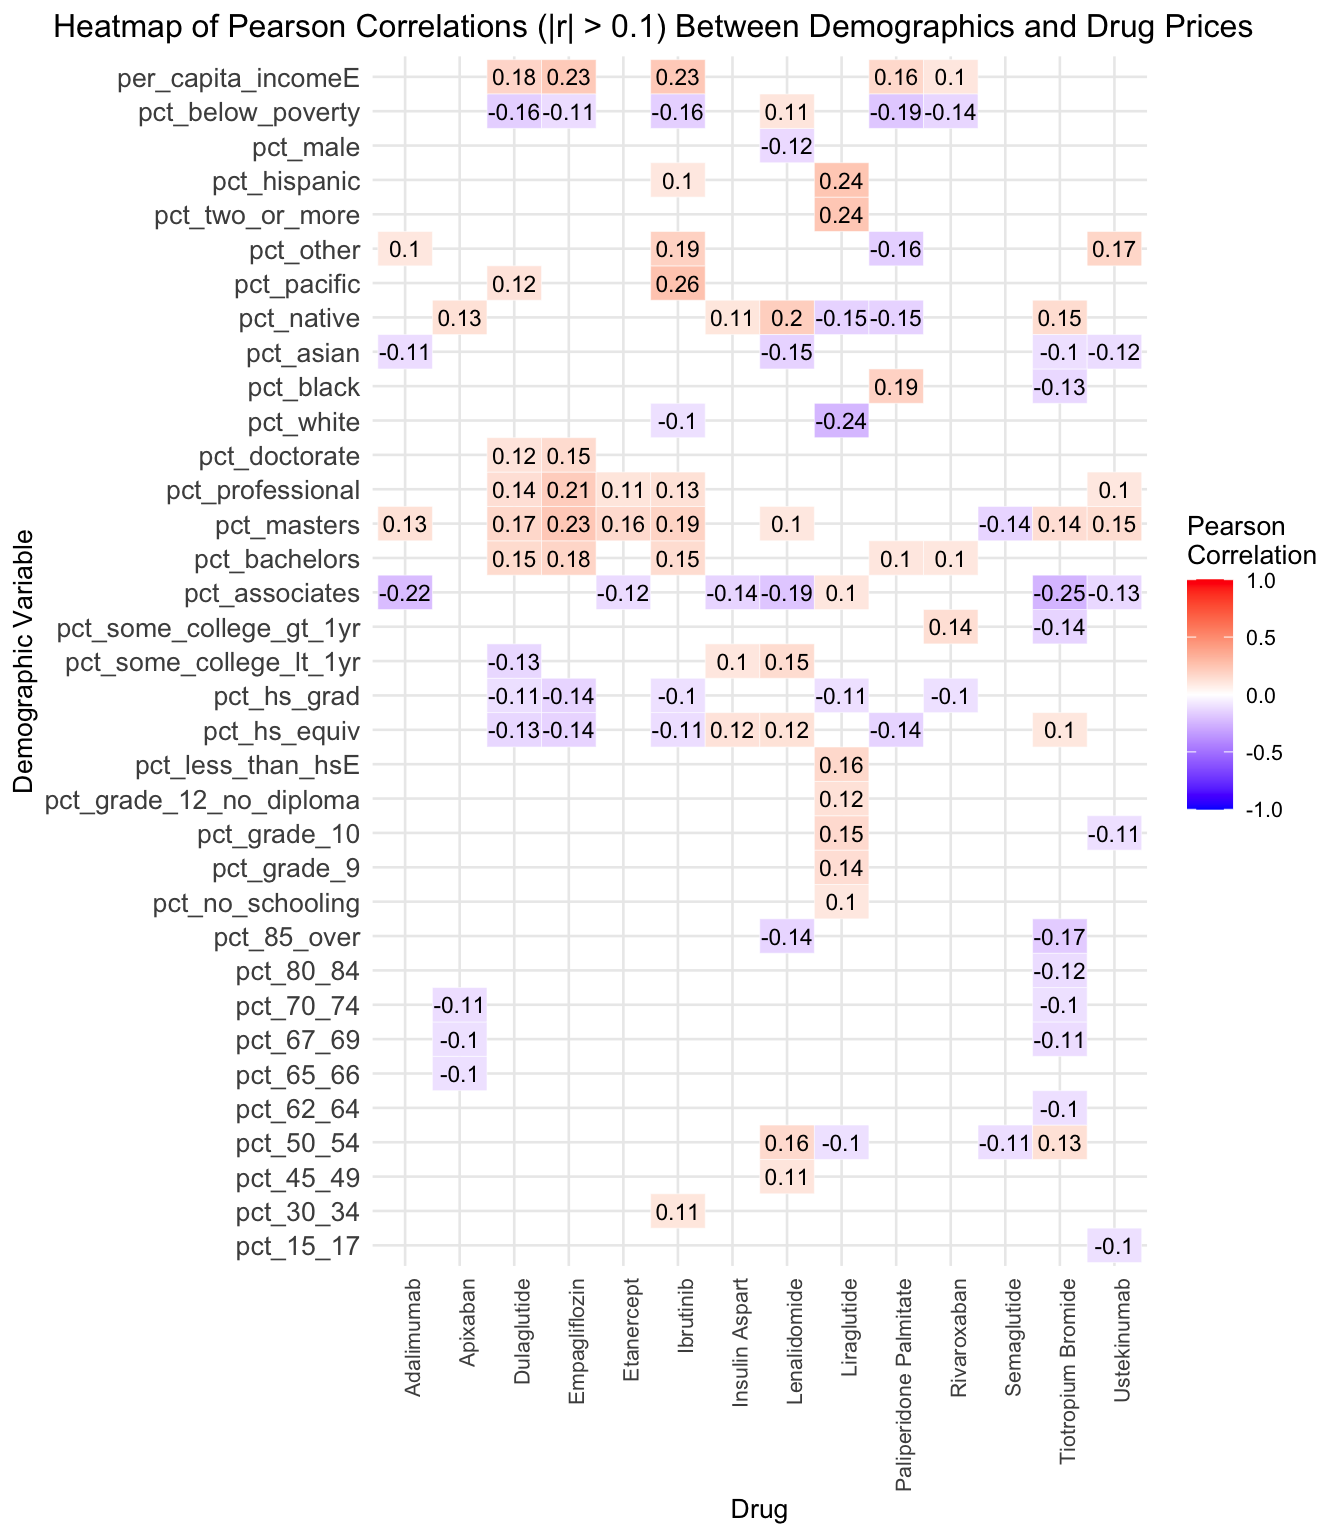 Heatmap of Pearson Correlations (|r| > 0.1) Between Demographics and Drug Prices
Demographic Variable
per_capita_incomeE 0.18 0.23 0.23 0.16 0.1
pct_below_poverty -0.16 -0.11 -0.16 0.11 -0.19 -0.14
pct_male -0.12
pct_hispanic 0.1 0.24
pct_two_or_more 0.24
pct_other 0.1 0.19 -0.16 0.17
pct_pacific 0.12 0.26
pct_native 0.13 0.11 0.2 -0.15 -0.15 0.15
pct_asian -0.11 -0.15 -0.1 -0.12
pct_black 0.19 -0.13
pct_white -0.1 -0.24
pct_doctorate 0.12 0.15
pct_professional 0.14 0.21 0.11 0.13 0.1
pct_masters 0.13 0.17 0.23 0.16 0.19 0.1 -0.14 0.14 0.15
pct_bachelors 0.15 0.18 0.15 0.1 0.1
pct_associates -0.22 -0.12 -0.14 -0.19 0.1 -0.25 -0.13
pct_some_college_gt_1yr 0.14 -0.14
pct_some_college_lt_1yr -0.13 0.1 0.15
pct_hs_grad -0.11 -0.14 -0.1 -0.11 -0.1
pct_hs_equiv -0.13 -0.14 -0.11 0.12 0.12 -0.14 0.1
pct_less_than_hsE 0.16
pct_grade_12_no_diploma 0.12
pct_grade_10 0.15 -0.11
pct_grade_9 0.14
pct_no_schooling 0.1
pct_85_over -0.14 -0.17
pct_80_84 -0.12
pct_70_74 -0.11 -0.1
pct_67_69 -0.1 -0.11
pct_65_66 -0.1
pct_62_64 -0.1
pct_50_54 0.16 -0.1 -0.11 0.13
pct_45_49 0.11
pct_30_34 0.11
pct_15_17 -0.1
Adalimumab
Apixaban
Dulaglutide
Empagliflozin
Etanercept
Ibrutinib
Insulin Aspart
Lenalidomide
Liraglutide
Paliperidone Palmitate
Rivaroxaban
Semaglutide
Tiotropium Bromide
Ustekinumab
Drug
Pearson
Correlation
1.0
0.5
0.0
-0.5
-1.0